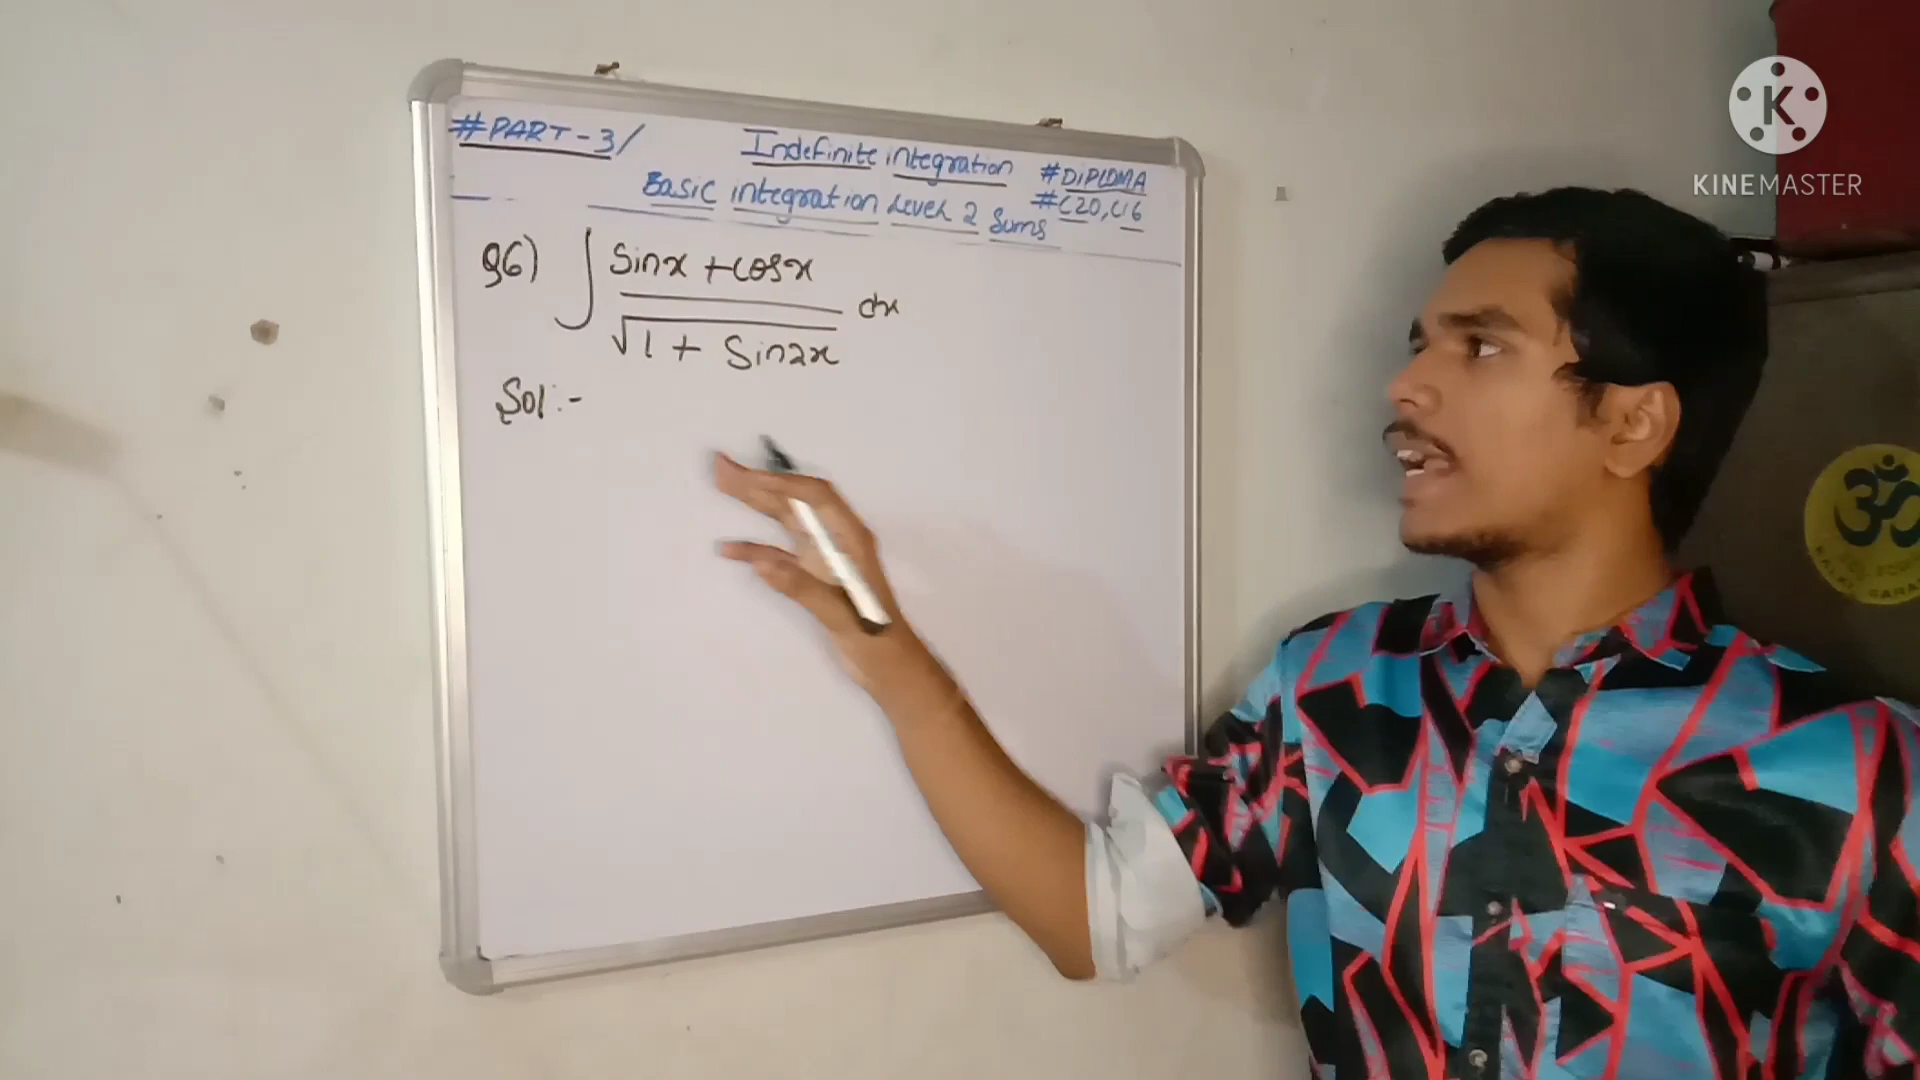 #PART-3/ Indefinite integration #DIPLOMA
Basic integration Level 2 Sums #C20,C16
Q6) ∫ Sinx + cosx
dx
√1 + Sin2x
Sol:-
K
KINEMASTER
ॐ